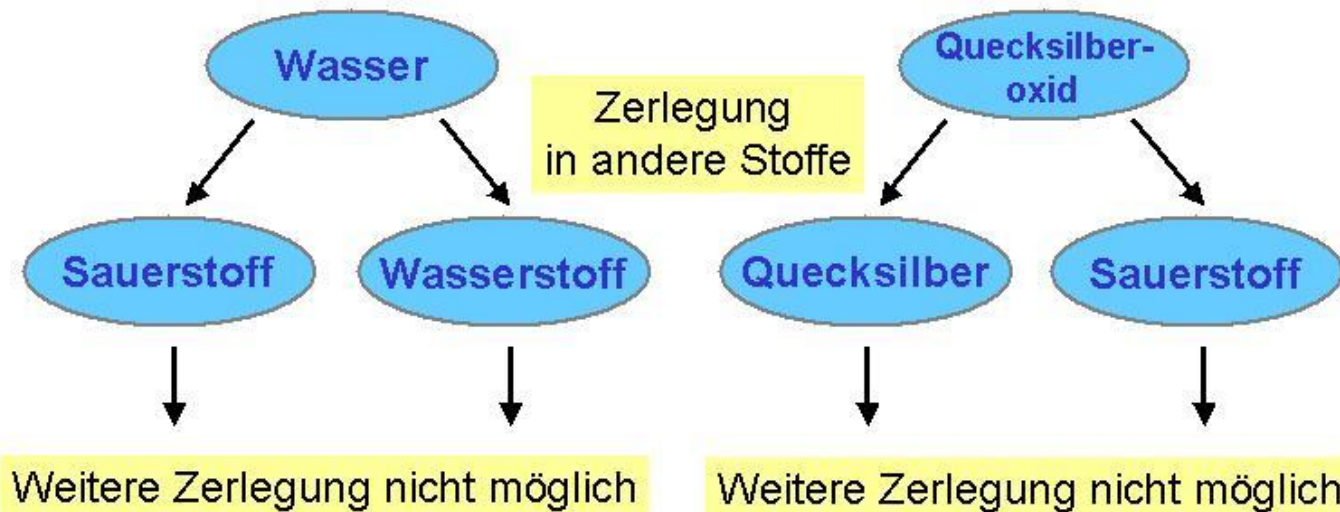 Wasser
Quecksilber-
oxid
Zerlegung
in andere Stoffe
Sauerstoff
Wasserstoff
Quecksilber
Sauerstoff
Weitere Zerlegung nicht möglich
Weitere Zerlegung nicht möglich